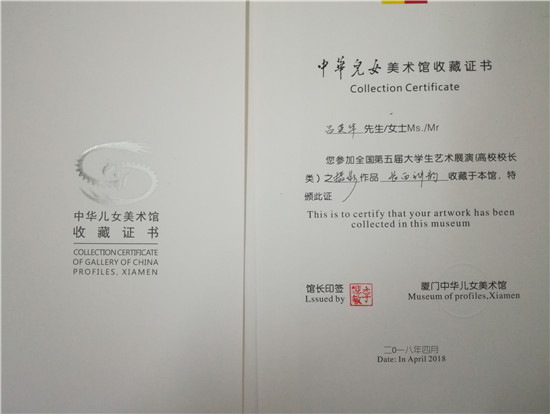 中华儿女美术馆
收藏证书
COLLECTION CERTIFICATE
OF GALLERY OF CHINA
PROFILES. XIAMEN
中华儿女美术馆收藏证书
Collection Certificate
先生/女士Ms./Mr
您参加全国第五届大学生艺术展演(高校校长
类)之摄影作品 收藏于本馆,特
颁此证
This is to certify that your artwork has been
collected in this museum
馆长印签
Lssued by
厦门中华儿女美术馆
Museum of profiles,Xiamen
二〇一八年四月
Date: In April 2018